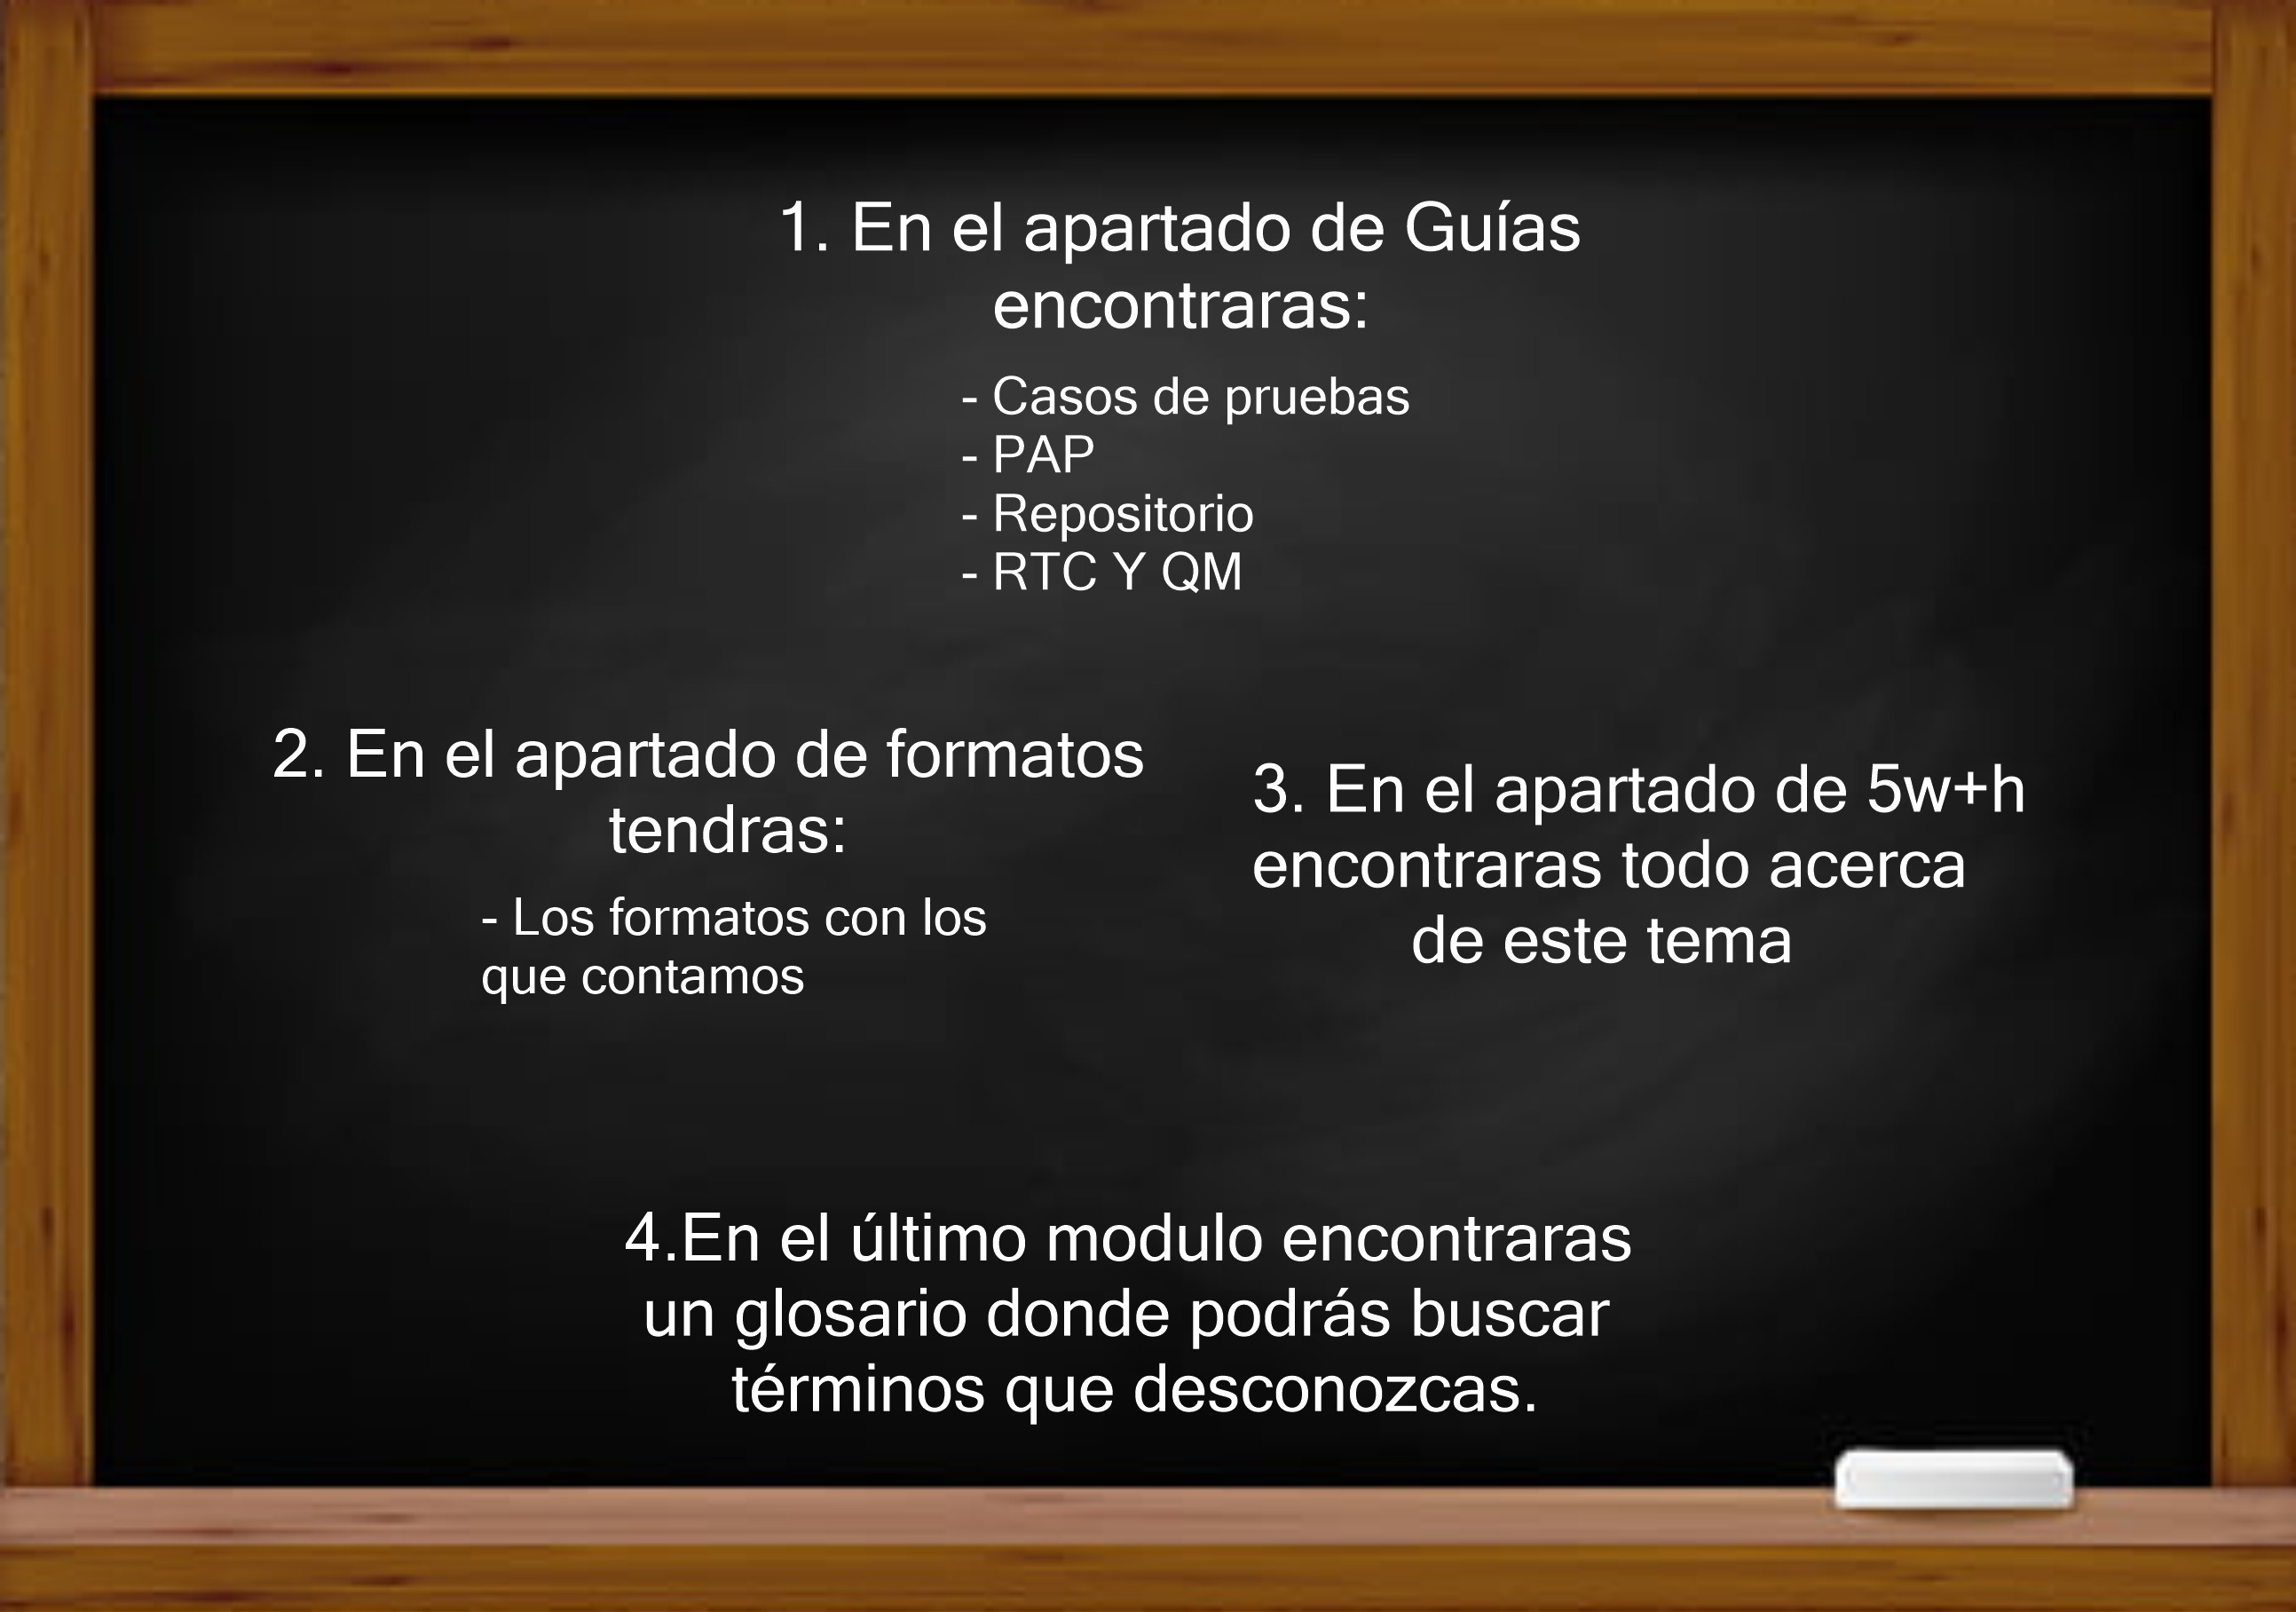 1. En el apartado de Guías
encontraras:
- Casos de pruebas
- PAP
- Repositorio
- RTC Y QM
2. En el apartado de formatos
tendras:
- Los formatos con los
que contamos
3. En el apartado de 5w+h
encontraras todo acerca
de este tema
4.En el último modulo encontraras
un glosario donde podrás buscar
términos que desconozcas.